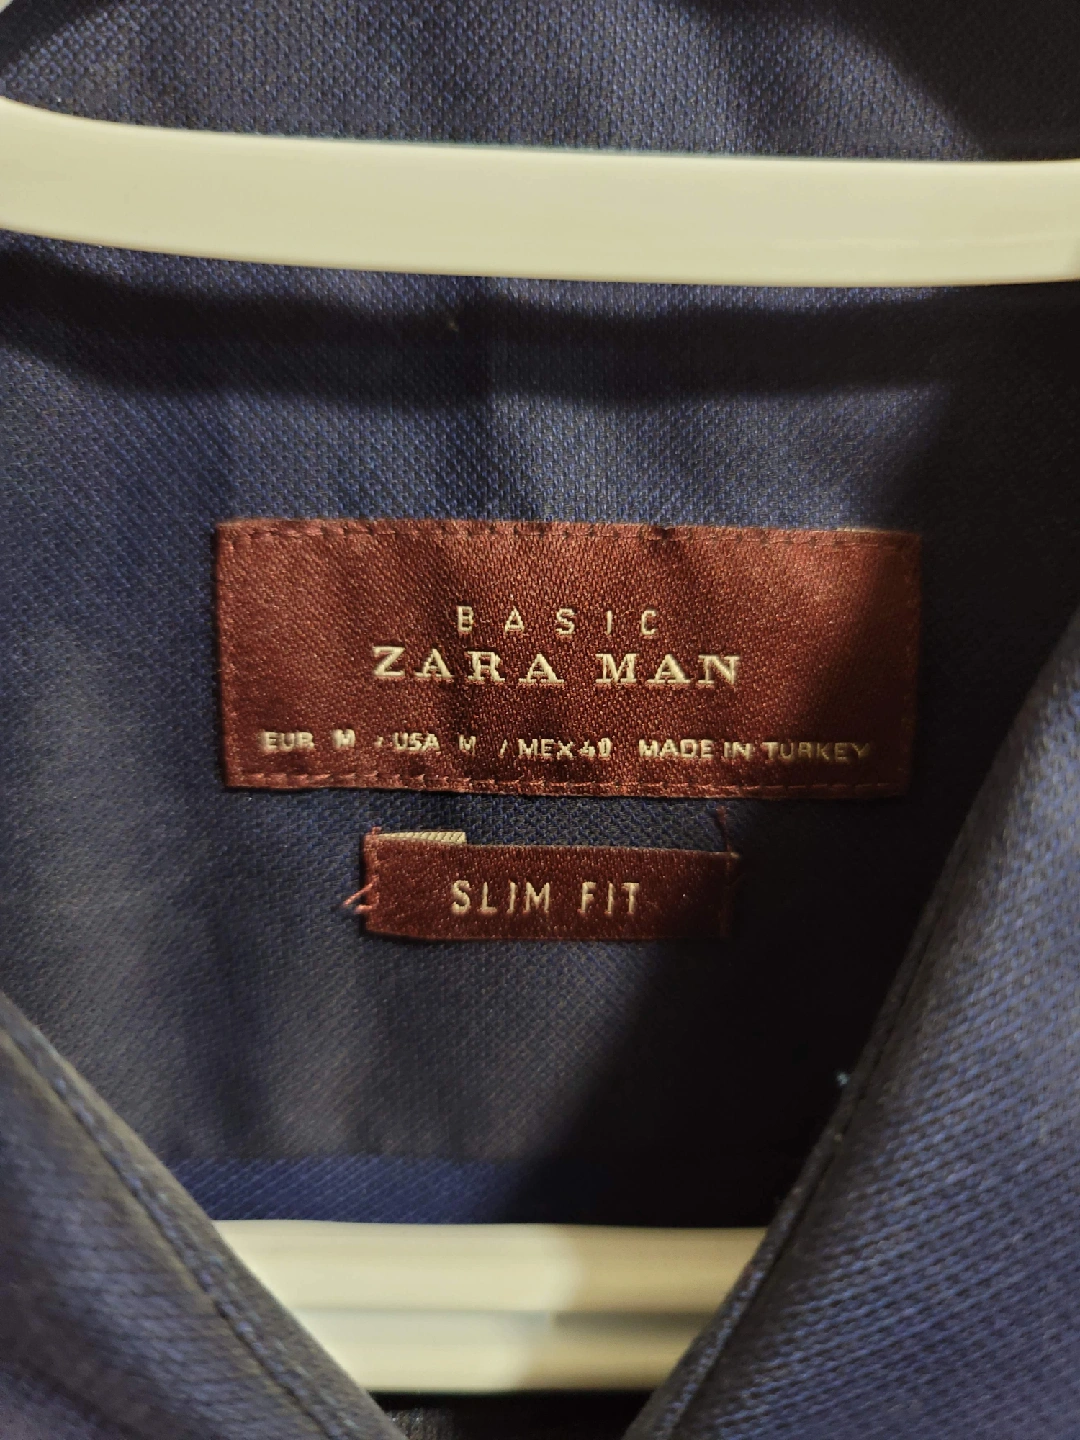 BASIC
ZARA MAN
EUR M / USA M / MEX 40 MADE IN TURKEY
SLIM FIT